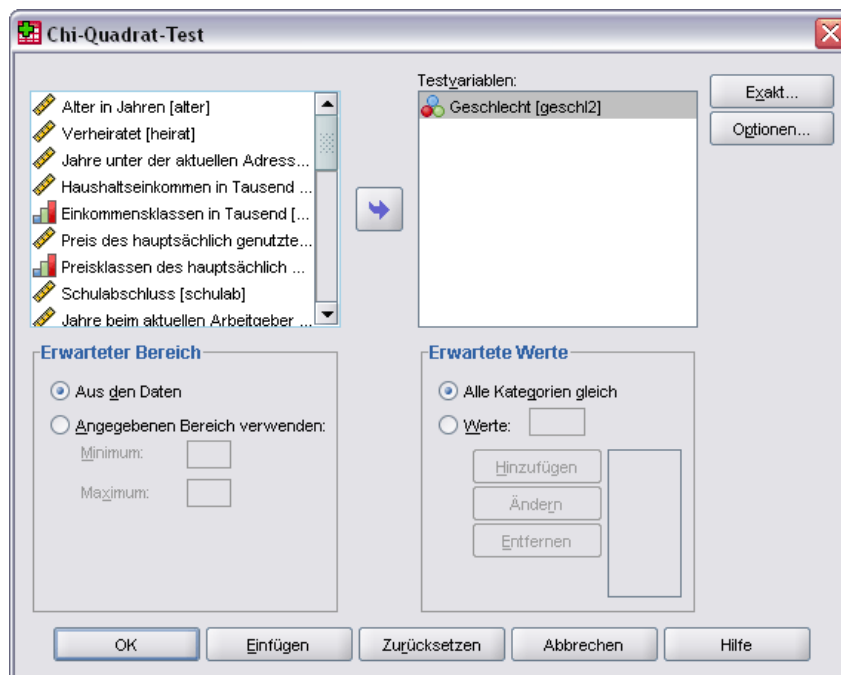 Chi-Quadrat-Test
Testvariablen:
Alter in Jahren [alter]
Verheiratet [heirat]
Jahre unter der aktuellen Adress...
Haushaltseinkommen in Tausend ...
Einkommensklassen in Tausend [...
Preis des hauptsächlich genutzte...
Preisklassen des hauptsächlich ...
Schulabschluss [schulab]
Jahre beim aktuellen Arbeitgeber ...
Geschlecht [geschl2]
Exakt...
Optionen...
Erwarteter Bereich
Aus den Daten
Angegebenen Bereich verwenden:
Minimum:
Maximum:
Erwartete Werte
Alle Kategorien gleich
Werte:
Hinzufügen
Ändern
Entfernen
OK
Einfügen
Zurücksetzen
Abbrechen
Hilfe